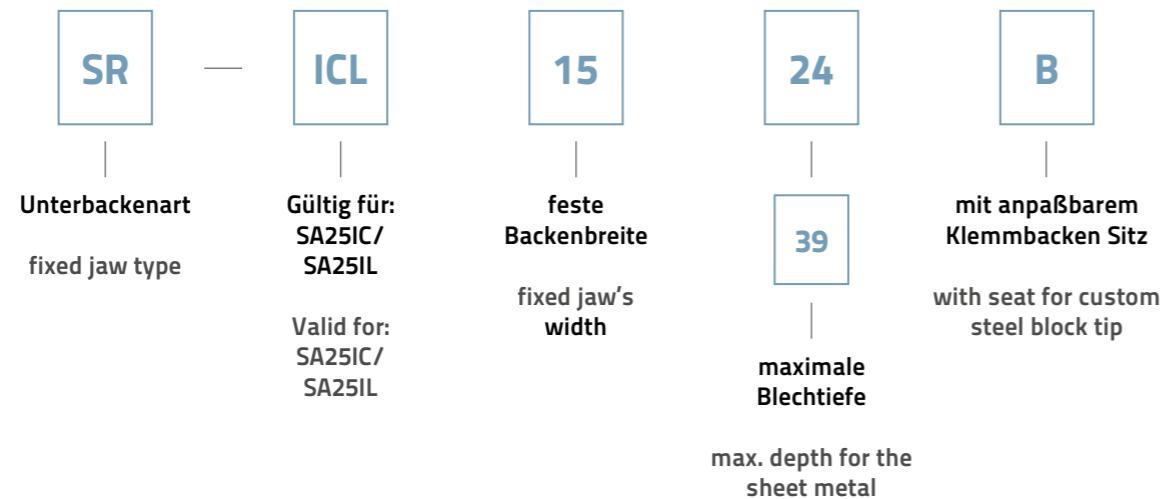 SR — ICL 15 24 B
Unterbackenart
fixed jaw type
Gültig für:
SA25IC/
SA25IL
Valid for:
SA25IC/
SA25IL
feste
Backenbreite
fixed jaw's
width
39
maximale
Blechtiefe
max. depth for the
sheet metal
mit anpaßbarem
Klemmbacken Sitz
with seat for custom
steel block tip